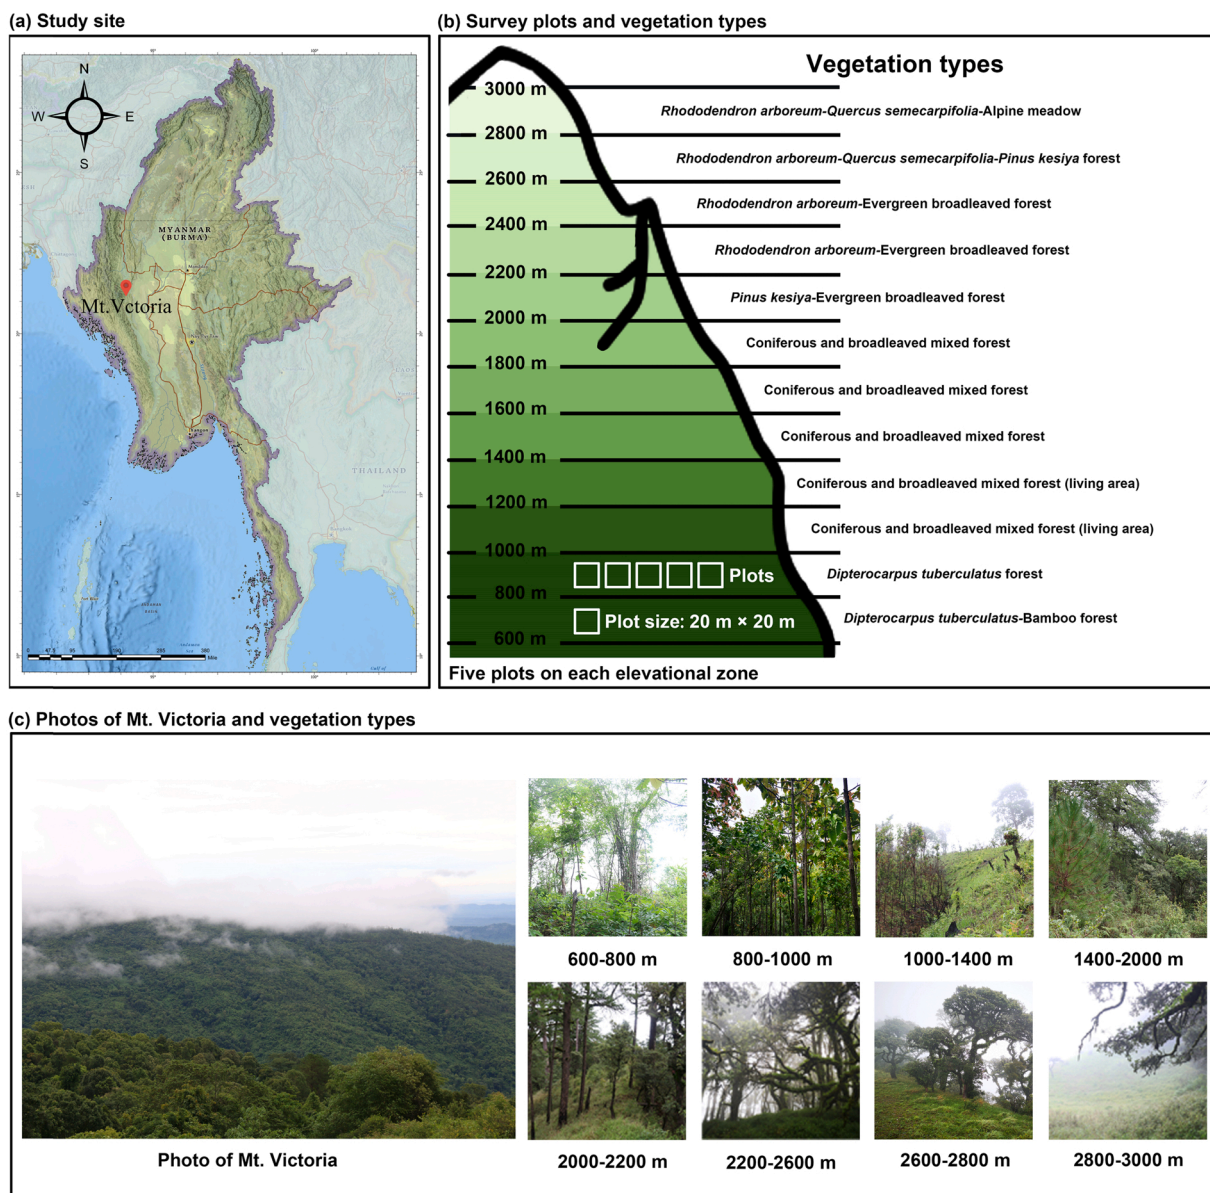 (a) Study site
N
W
E
S
MYANMAR
(BURMA)
Mt.Vctoria
THAILAND
(b) Survey plots and vegetation types
Vegetation types
3000 m
Rhododendron arboreum-Quercus semecarpifolia-Alpine meadow
2800 m
Rhododendron arboreum-Quercus semecarpifolia-Pinus kesiya forest
2600 m
Rhododendron arboreum-Evergreen broadleaved forest
2400 m
Rhododendron arboreum-Evergreen broadleaved forest
2200 m
Pinus kesiya-Evergreen broadleaved forest
2000 m
Coniferous and broadleaved mixed forest
1800 m
Coniferous and broadleaved mixed forest
1600 m
Coniferous and broadleaved mixed forest
1400 m
Coniferous and broadleaved mixed forest (living area)
1200 m
Coniferous and broadleaved mixed forest (living area)
1000 m
Plots
Dipterocarpus tuberculatus forest
800 m
Plot size: 20 m × 20 m
Dipterocarpus tuberculatus-Bamboo forest
600 m
Five plots on each elevational zone
(c) Photos of Mt. Victoria and vegetation types
600-800 m
800-1000 m
1000-1400 m
1400-2000 m
Photo of Mt. Victoria
2000-2200 m
2200-2600 m
2600-2800 m
2800-3000 m